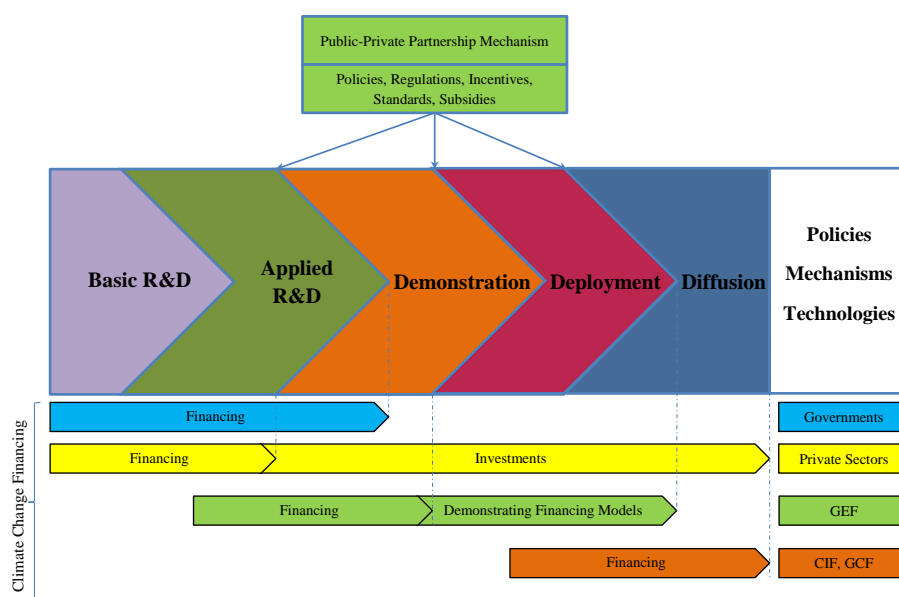 Public-Private Partnership Mechanism
Policies, Regulations, Incentives,
Standards, Subsidies
Basic R&D
Applied
R&D
Demonstration
Deployment
Diffusion
Policies
Mechanisms
Technologies
Climate Change Financing
Financing
Governments
Financing
Investments
Private Sectors
Financing
Demonstrating Financing Models
GEF
Financing
CIF, GCF